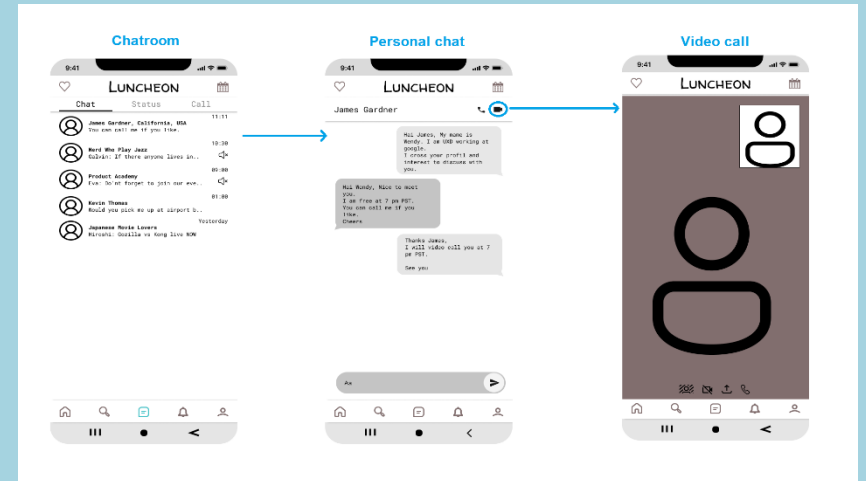 Chatroom
Personal chat
Video call
9:41
LUNCHEON
Chat Status Call
11:11
James Gardner, California, USA
You can call me if you like.
19:30
Nerd Who Play Jazz
Kelvin: If there anyone lives in..
09:00
Product Academy
Eva: Do'nt forget to join our eve..
01:00
Kevin Thomas
Would you pick me up at airport b..
Yesterday
Japanese Movie Lovers
Hiroshi: Gozilla vs Kong live NOW
9:41
LUNCHEON
James Gardner
Hai James, My name is
Wendy. I am UXD working at
google.
I cross your profil and
interest to discuss with
you.
Hai Wendy, Nice to meet
you.
I am free at 7 pm PST.
You can call me if you
like.
Cheers
Thanks James,
I will video call you at 7
pm PST.
See you
Aa
9:41
LUNCHEON